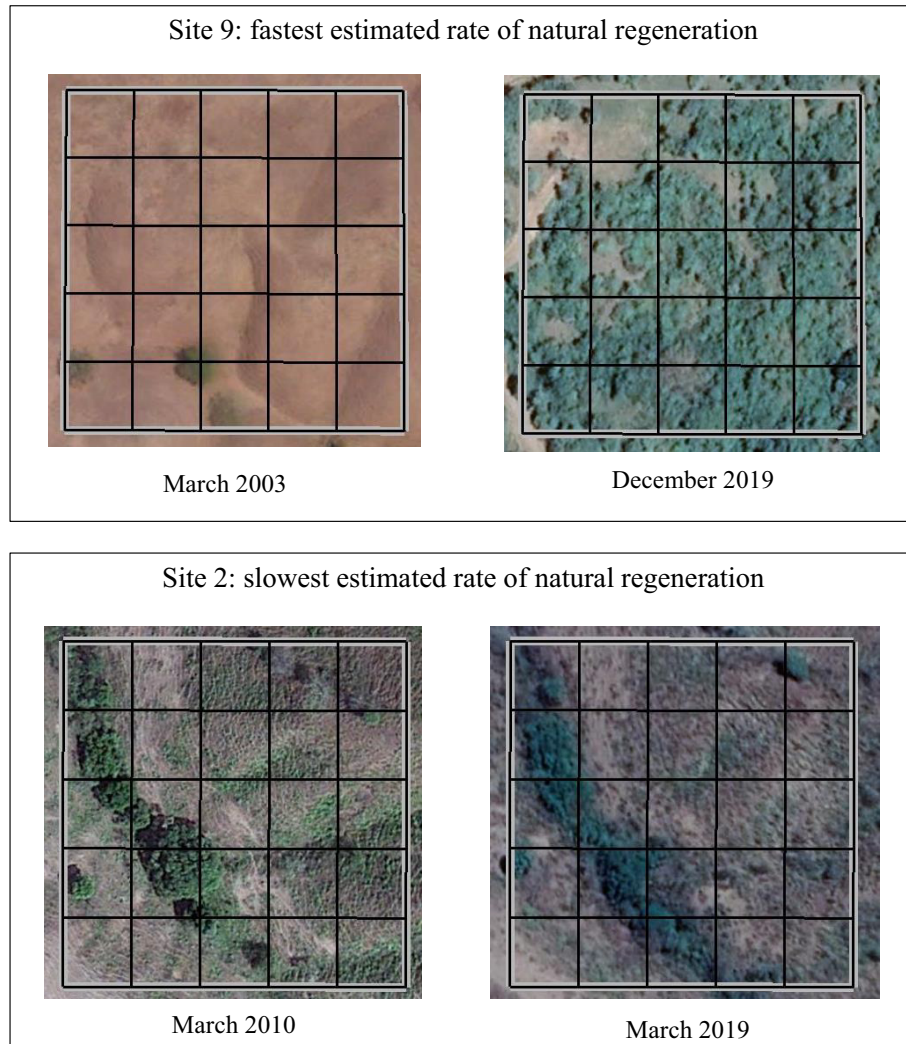 Site 9: fastest estimated rate of natural regeneration
March 2003
December 2019
Site 2: slowest estimated rate of natural regeneration
March 2010
March 2019